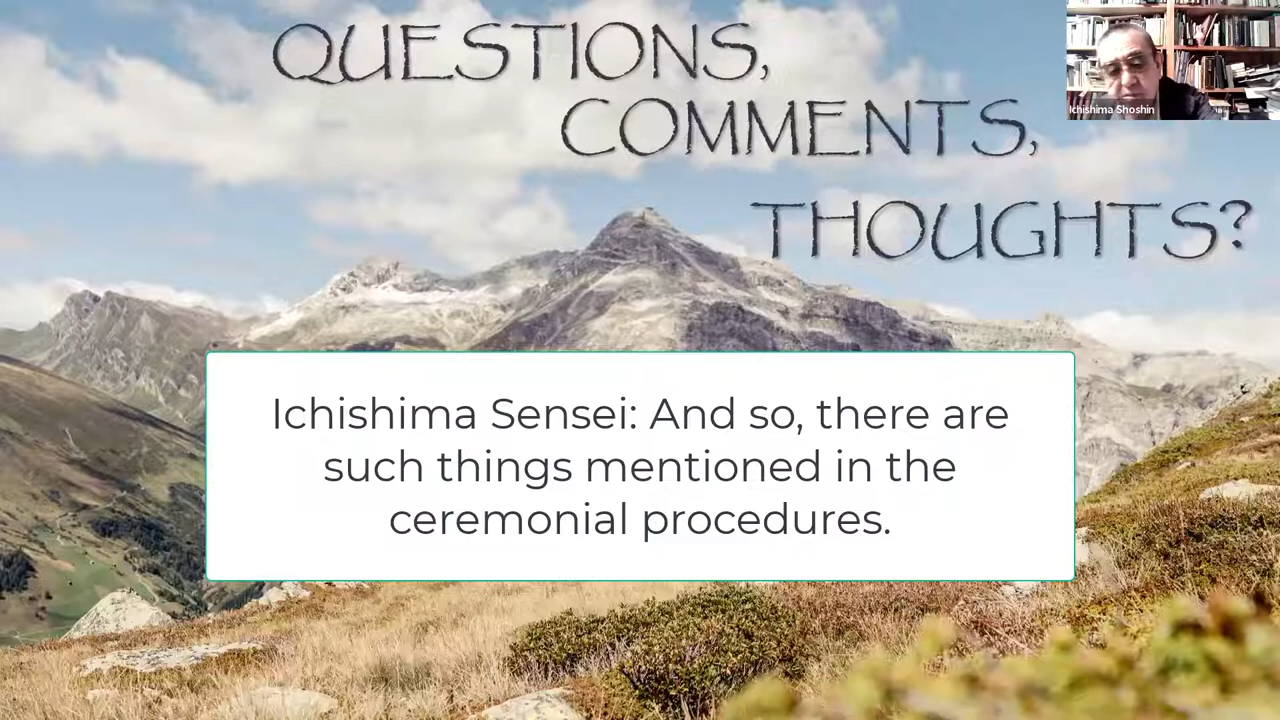 QUESTIONS,
COMMENTS,
THOUGHTS?
Ichishima Shoshin
Ichishima Sensei: And so, there are
such things mentioned in the
ceremonial procedures.